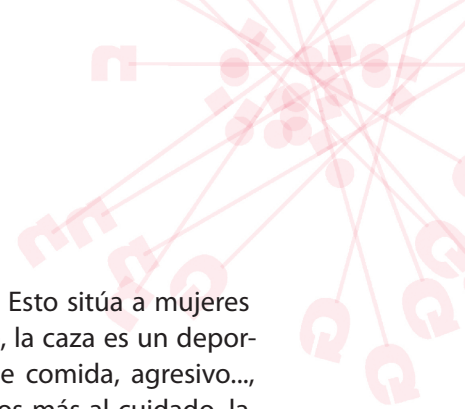 Esto sitúa a mujeres
, la caza es un depor-
e comida, agresivo...,
os más al cuidado, la